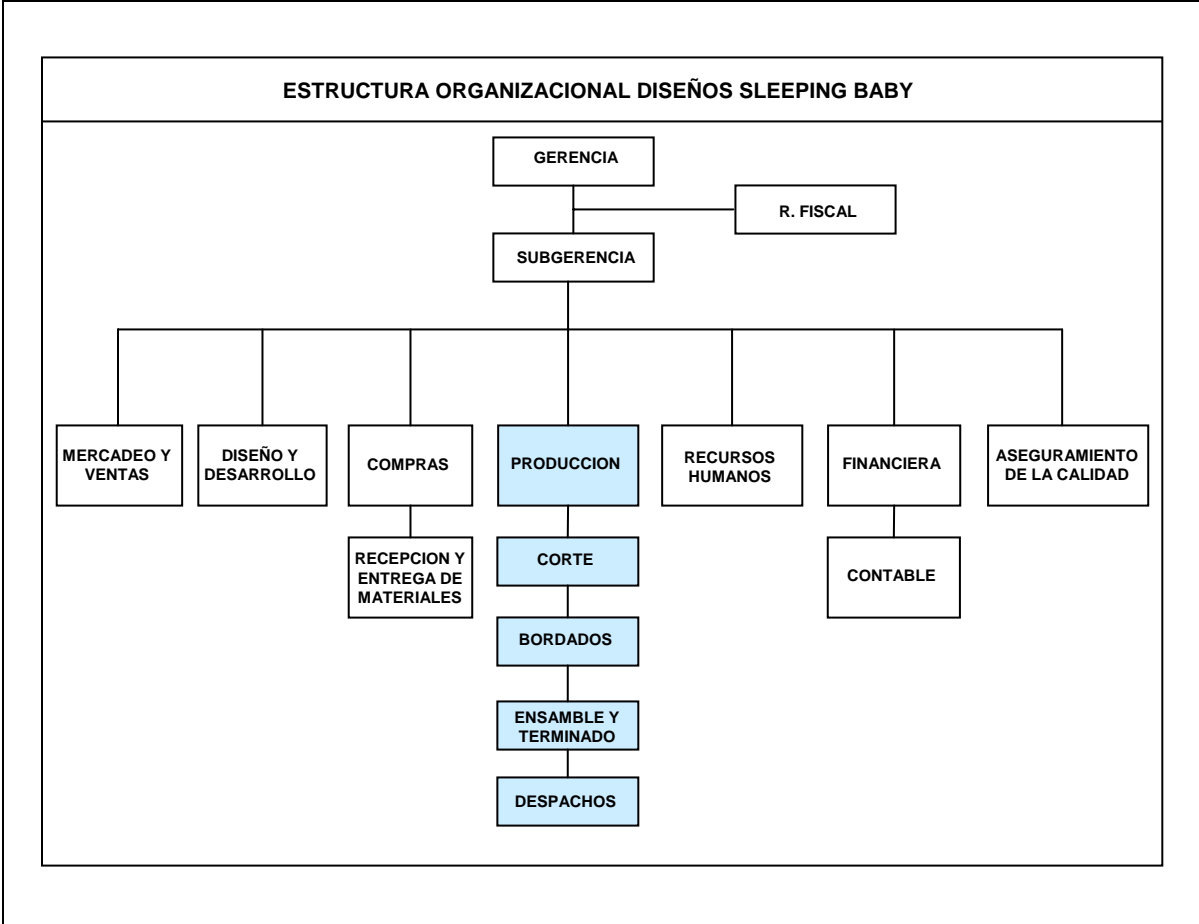 ESTRUCTURA ORGANIZACIONAL DISEÑOS SLEEPING BABY
GERENCIA
R. FISCAL
SUBGERENCIA
MERCADEO Y
VENTAS
DISEÑO Y
DESARROLLO
COMPRAS
PRODUCCION
RECURSOS
HUMANOS
FINANCIERA
ASEGURAMIENTO
DE LA CALIDAD
RECEPCION Y
ENTREGA DE
MATERIALES
CORTE
CONTABLE
BORDADOS
ENSAMBLE Y
TERMINADO
DESPACHOS